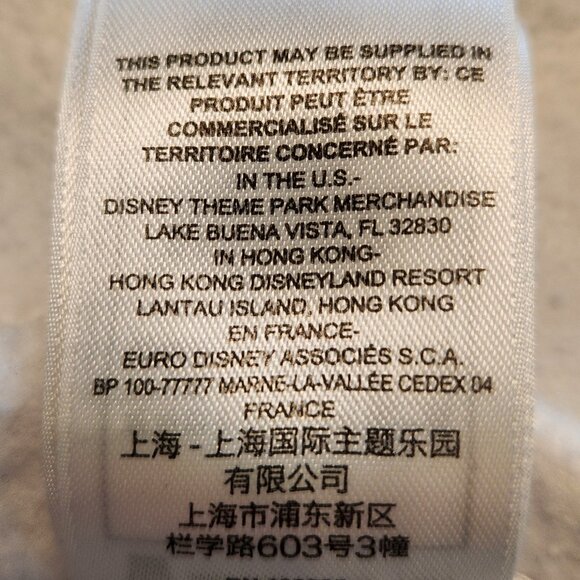 THIS PRODUCT MAY BE SUPPLIED IN
THE RELEVANT TERRITORY BY: CE
PRODUIT PEUT ÊTRE
COMMERCIALISÉ SUR LE
TERRITOIRE CONCERNÉ PAR:
IN THE U.S.-
DISNEY THEME PARK MERCHANDISE
LAKE BUENA VISTA, FL 32830
IN HONG KONG-
HONG KONG DISNEYLAND RESORT
LANTAU ISLAND, HONG KONG
EN FRANCE-
EURO DISNEY ASSOCIÉS S.C.A.
BP 100-77777 MARNE-LA-VALLÉE CEDEX 04
FRANCE
上海 - 上海国际主题乐园
有限公司
上海市浦东新区
栏学路603号3幢